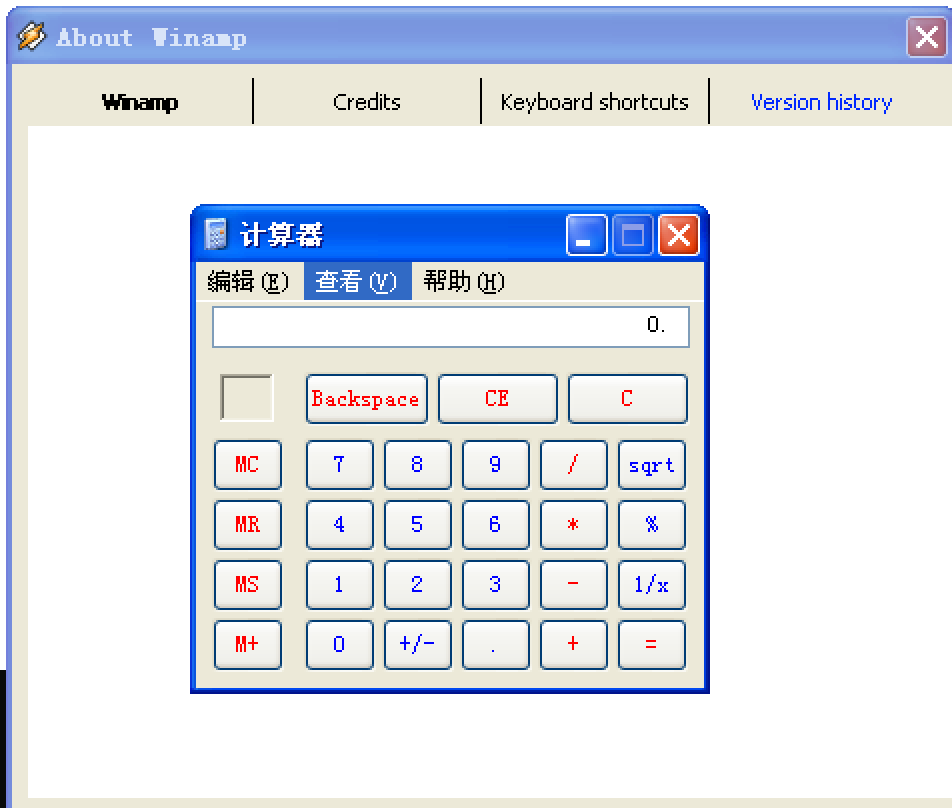 About Winamp
Winamp Credits Keyboard shortcuts Version history
计算器
编辑(E) 查看(V) 帮助(H)
0.
Backspace CE C
MC 7 8 9 / sqrt
MR 4 5 6 * %
MS 1 2 3 - 1/x
M+ 0 +/- . + =